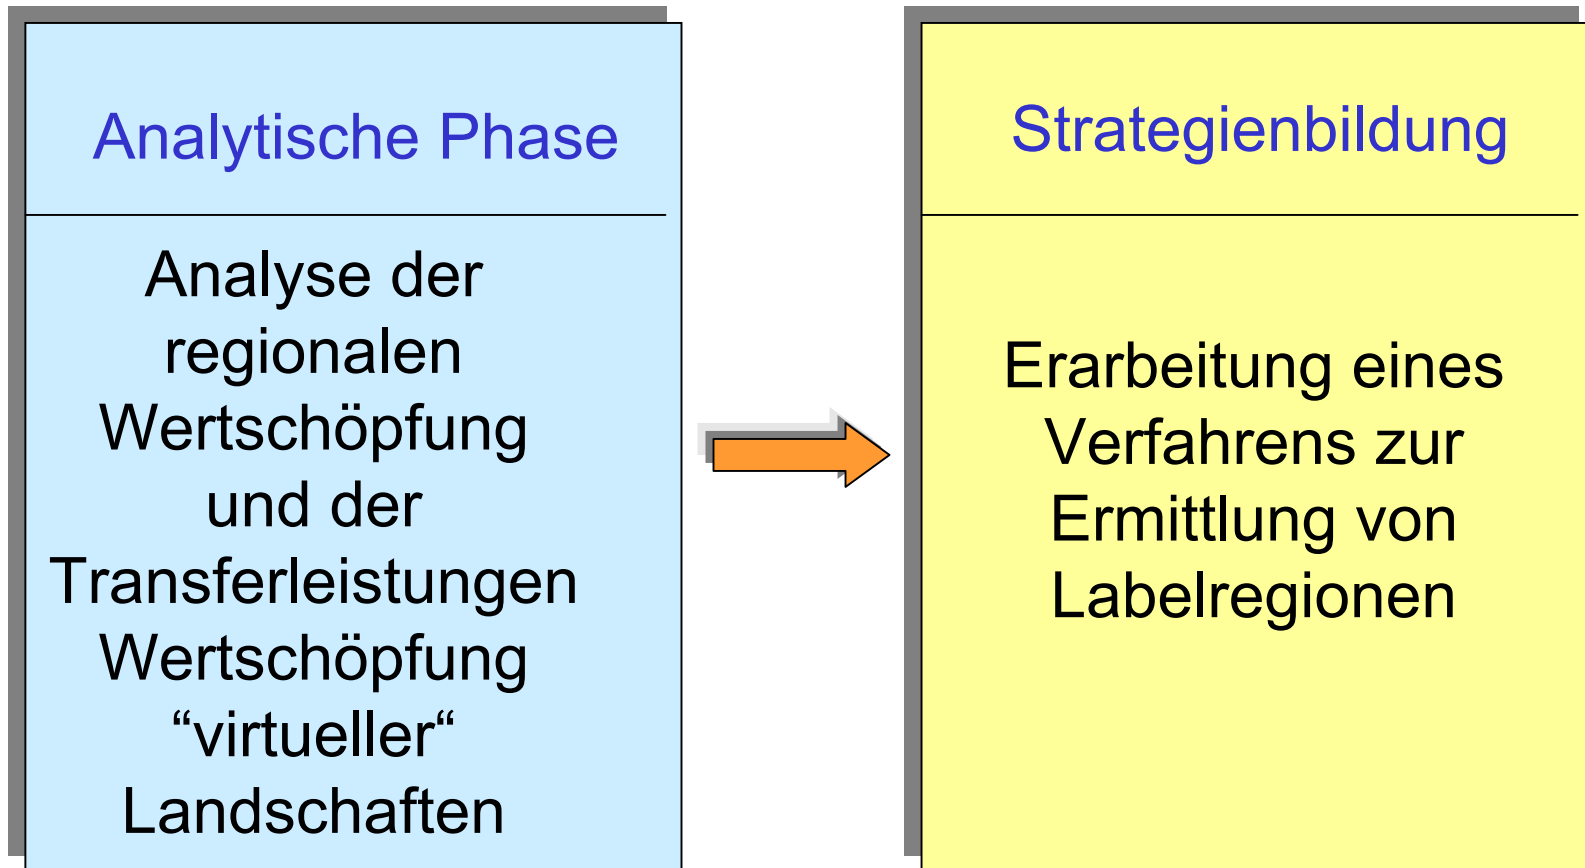 Analytische Phase
Analyse der
regionalen
Wertschöpfung
und der
Transferleistungen
Wertschöpfung
“virtueller“
Landschaften
Strategienbildung
Erarbeitung eines
Verfahrens zur
Ermittlung von
Labelregionen